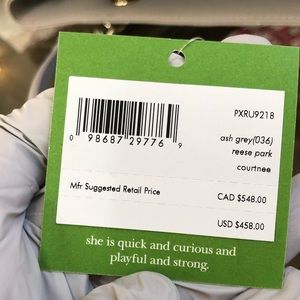 PXRU9218
0 98687 29776 9
ash grey(036)
reese park
courtnee
Mfr Suggested Retail Price
CAD $548.00
USD $458.00
she is quick and curious and
playful and strong.